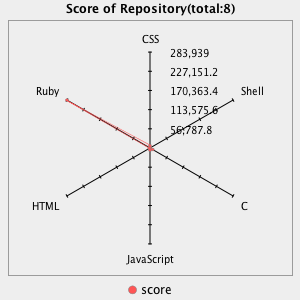 Score of Repository(total:8)
CSS
283,939
227,151.2
170,363.4
113,575.6
56,787.8
Ruby
Shell
HTML
C
JavaScript
score